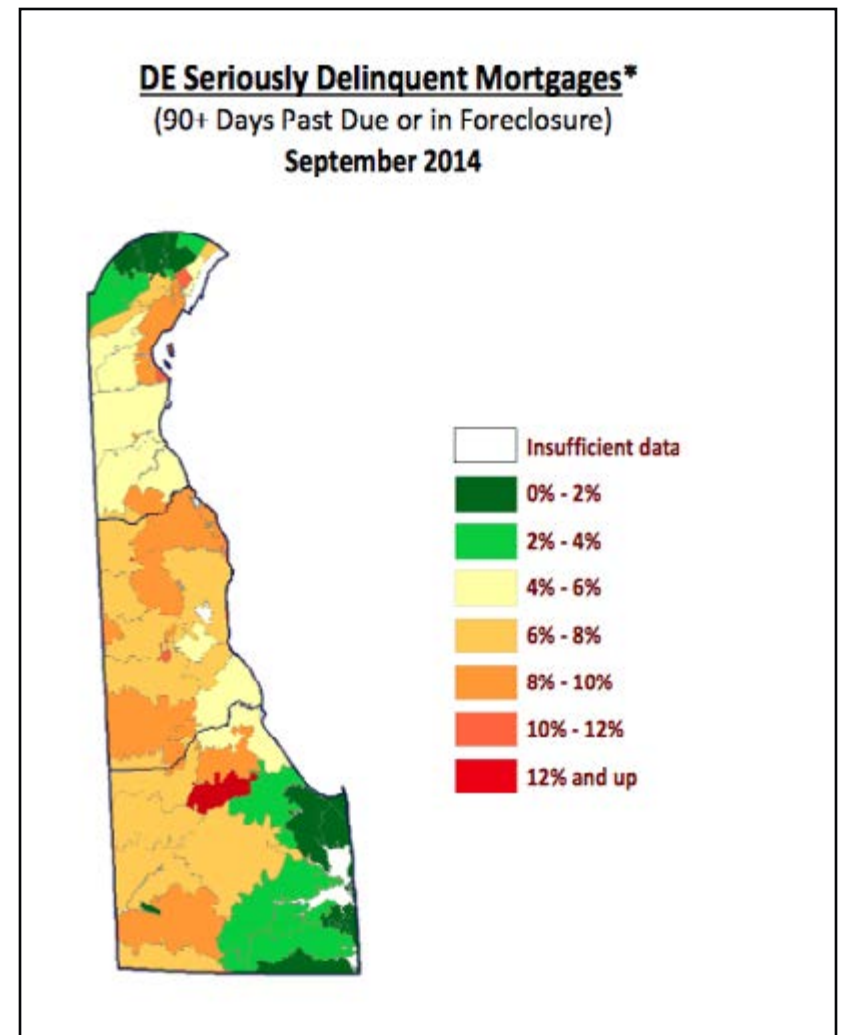 DE Seriously Delinquent Mortgages*
(90+ Days Past Due or in Foreclosure)
September 2014
Insufficient data
0% - 2%
2% - 4%
4% - 6%
6% - 8%
8% - 10%
10% - 12%
12% and up